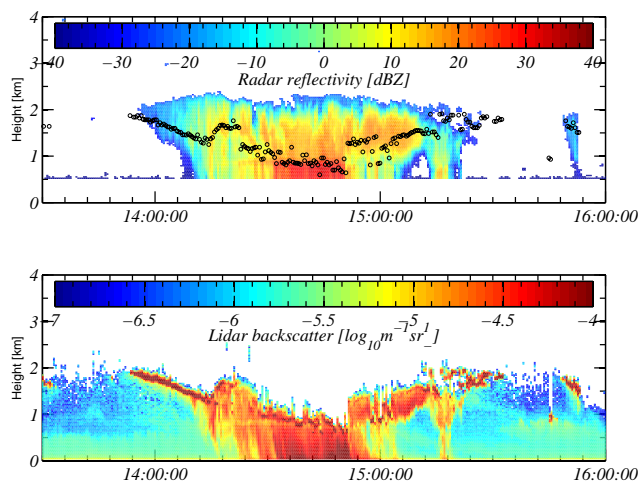 4
−40 −30 −20 −10 0 10 20 30 40
3
Radar reflectivity [dBZ]
Height [km]
2
1
0
14:00:00 15:00:00 16:00:00
4
−7 −6.5 −6 −5.5 −5 −4.5 −4
3
Lidar backscatter [log10 m−1sr−1]
Height [km]
2
1
0
14:00:00 15:00:00 16:00:00